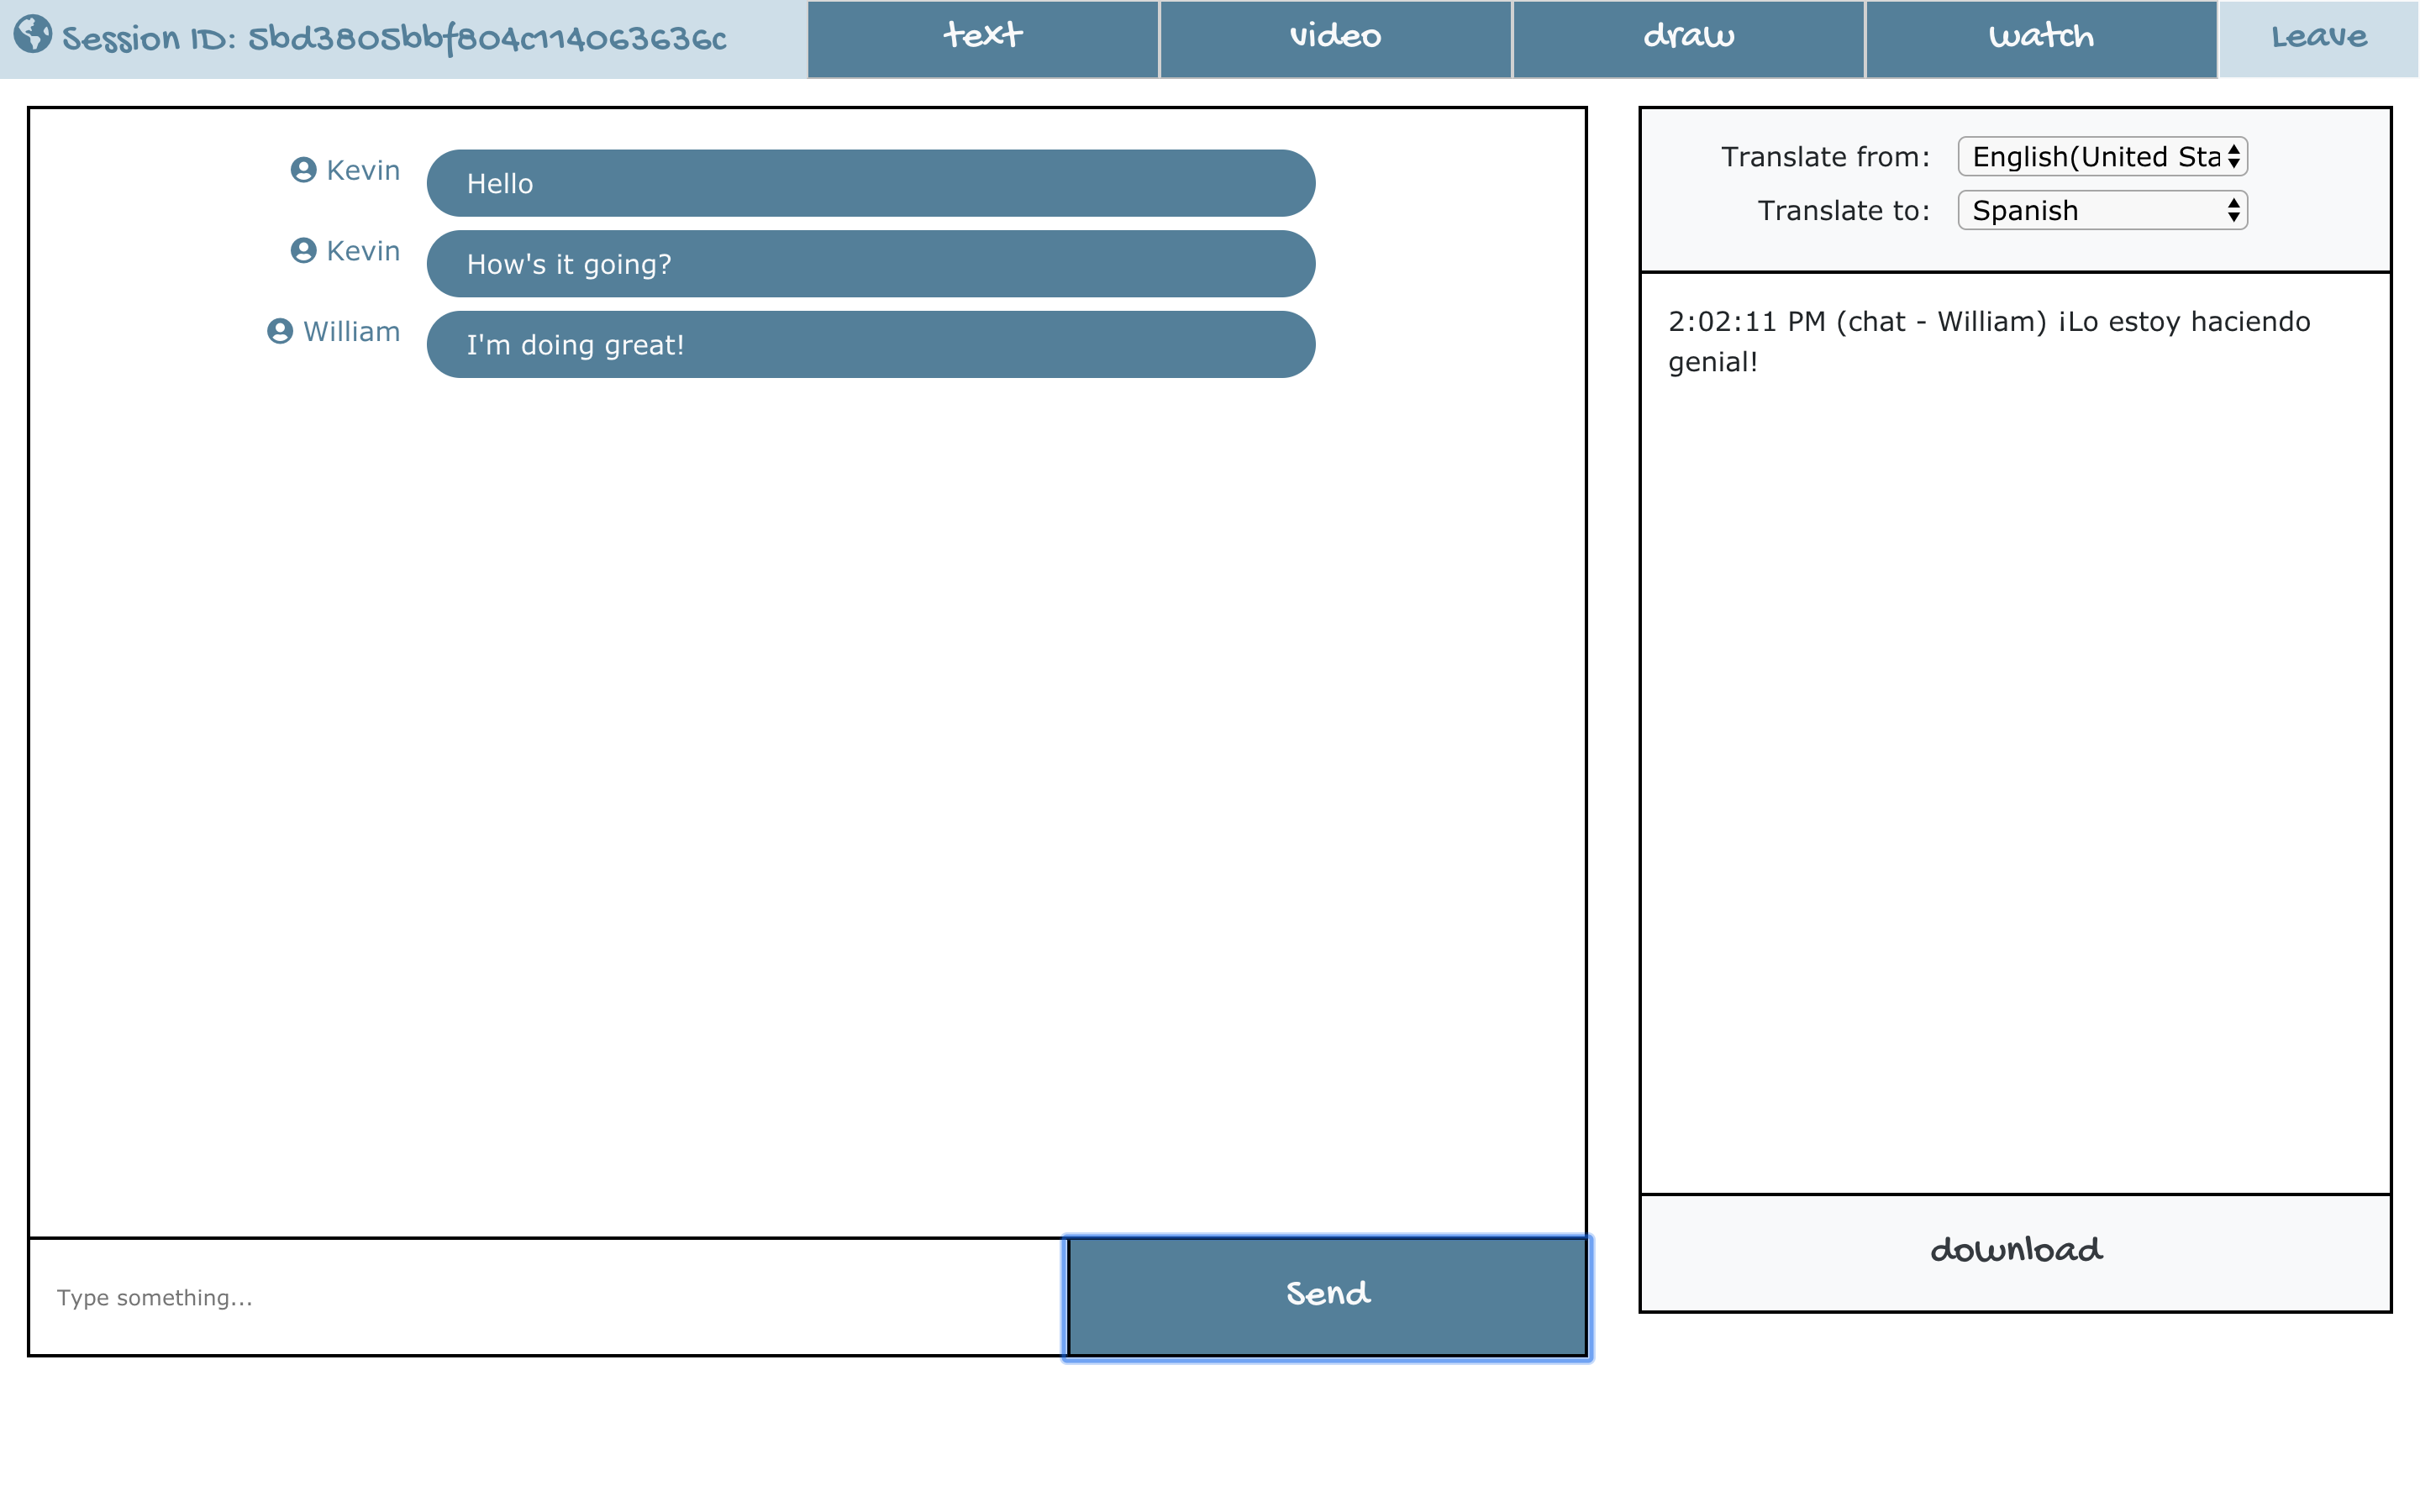 Session ID: 5bd3805bbf804c114063636c
text
video
draw
watch
Leave
Kevin
Hello
Kevin
How's it going?
William
I'm doing great!
Type something...
Send
Translate from: English(United Sta
Translate to: Spanish
2:02:11 PM (chat - William) ¡Lo estoy haciendo
genial!
download